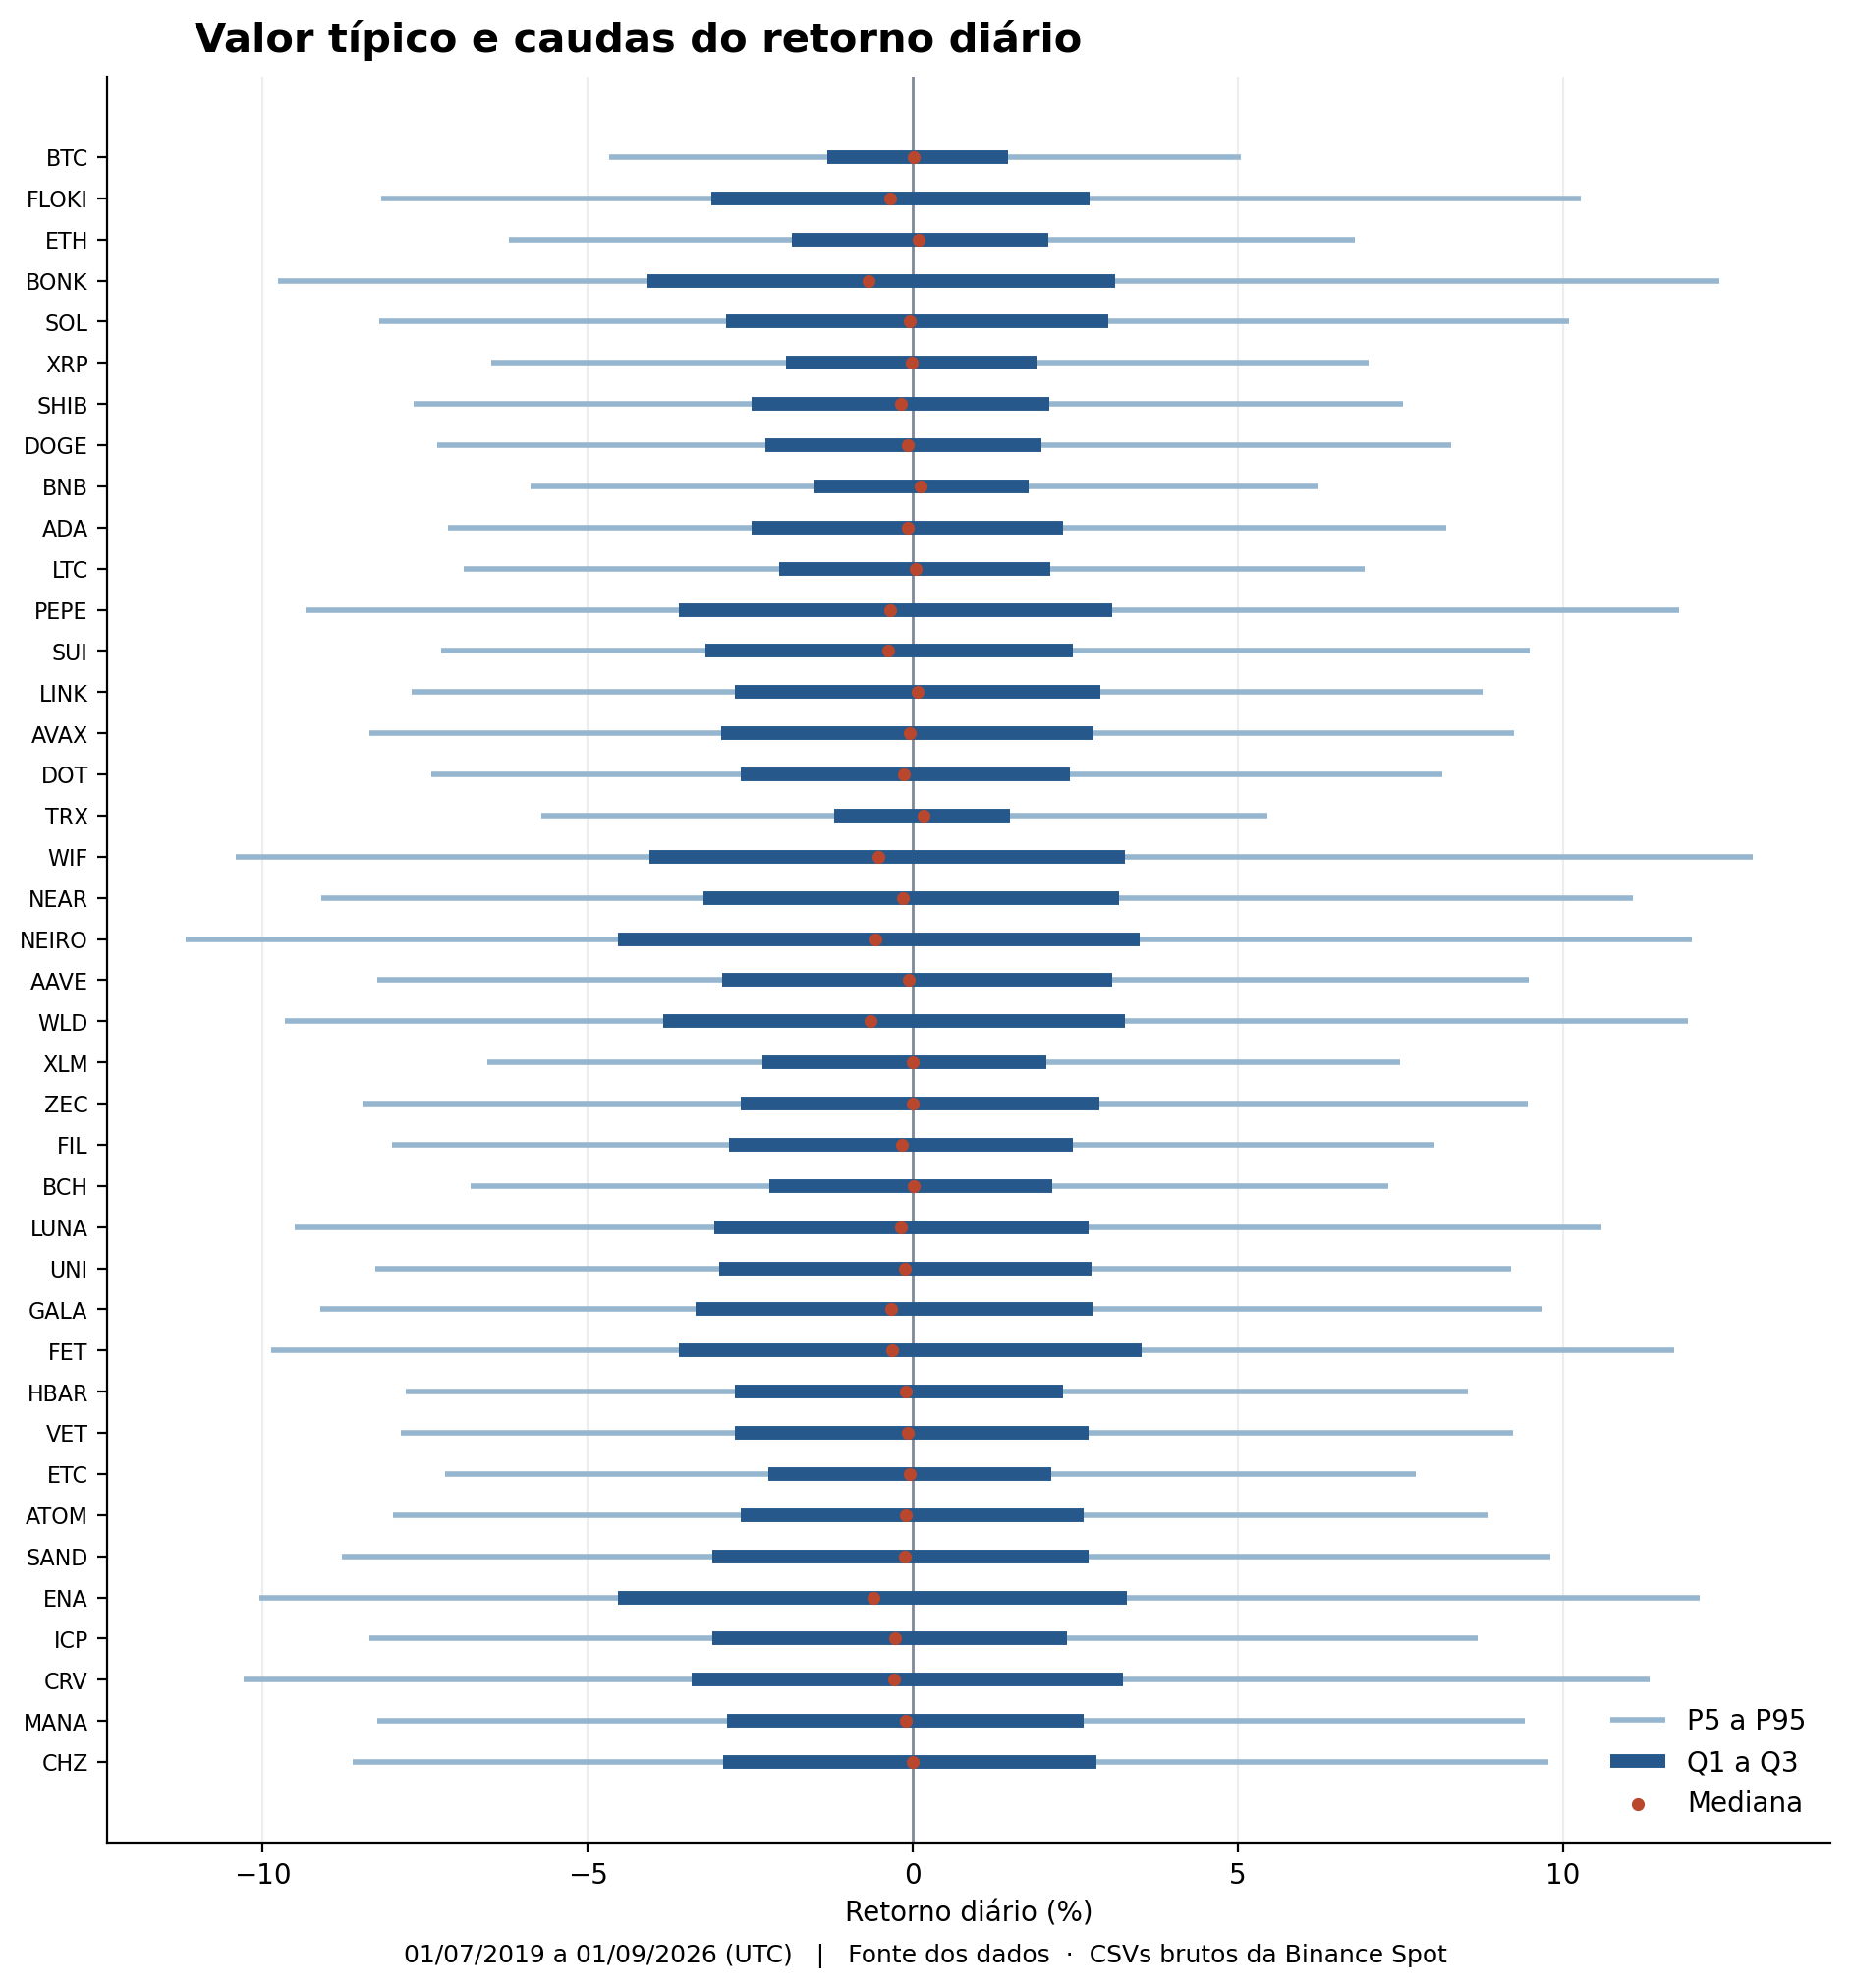 Valor típico e caudas do retorno diário
BTC
FLOKI
ETH
BONK
SOL
XRP
SHIB
DOGE
BNB
ADA
LTC
PEPE
SUI
LINK
AVAX
DOT
TRX
WIF
NEAR
NEIRO
AAVE
WLD
XLM
ZEC
FIL
BCH
LUNA
UNI
GALA
FET
HBAR
VET
ETC
ATOM
SAND
ENA
ICP
CRV
MANA
CHZ
P5 a P95
Q1 a Q3
Mediana
−10 −5 0 5 10
Retorno diário (%)
01/07/2019 a 01/09/2026 (UTC) | Fonte dos dados · CSVs brutos da Binance Spot